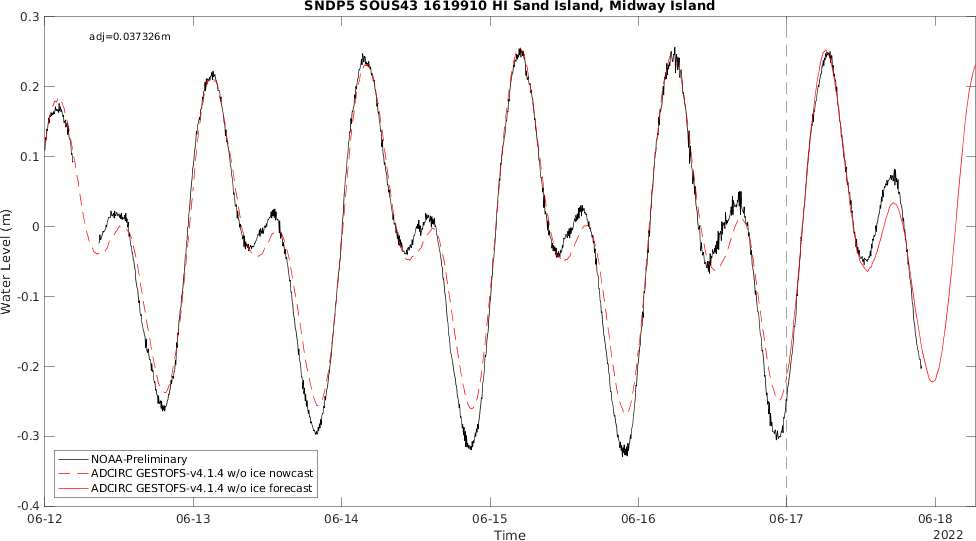 SNDP5 SOUS43 1619910 HI Sand Island, Midway Island
adj=0.037326m
0.3
0.2
0.1
0
-0.1
-0.2
-0.3
-0.4
Water Level (m)
NOAA-Preliminary
ADCIRC GESTOFS-v4.1.4 w/o ice nowcast
ADCIRC GESTOFS-v4.1.4 w/o ice forecast
06-12 06-13 06-14 06-15 06-16 06-17 06-18
Time
2022